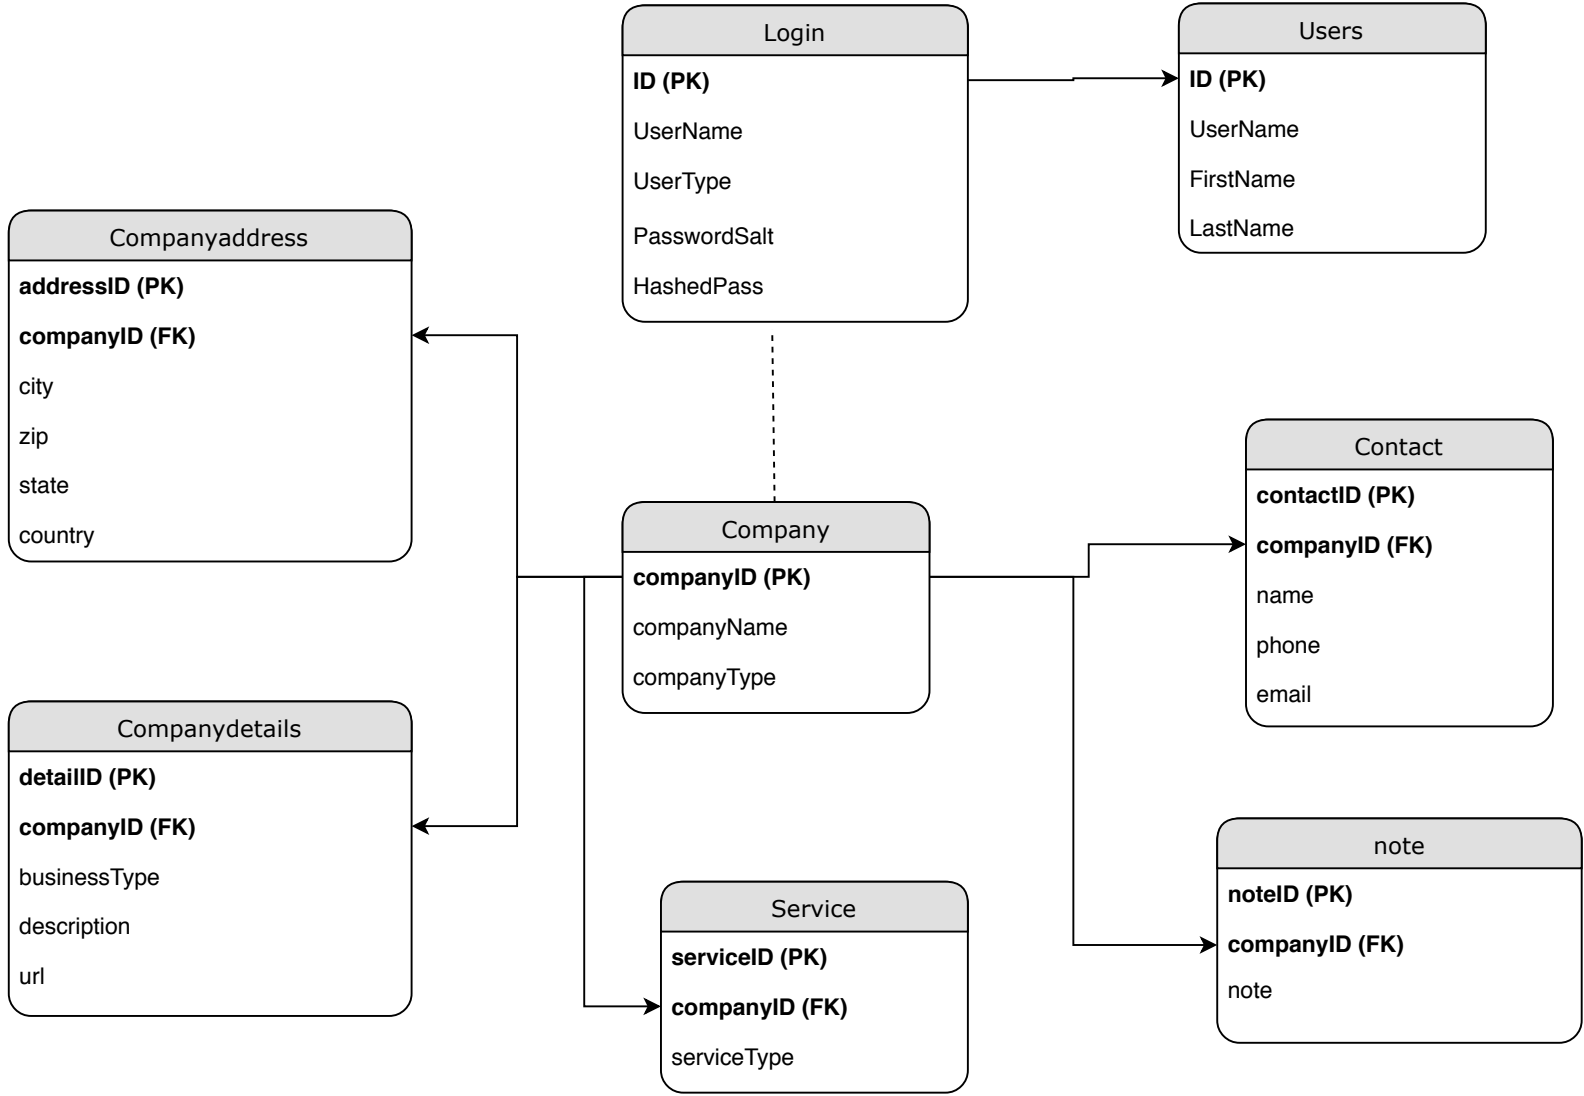 Login
ID (PK)
UserName
UserType
PasswordSalt
HashedPass
Users
ID (PK)
UserName
FirstName
LastName
Companyaddress
addressID (PK)
companyID (FK)
city
zip
state
country
Company
companyID (PK)
companyName
companyType
Contact
contactID (PK)
companyID (FK)
name
phone
email
Companydetails
detailID (PK)
companyID (FK)
businessType
description
url
Service
serviceID (PK)
companyID (FK)
serviceType
note
noteID (PK)
companyID (FK)
note